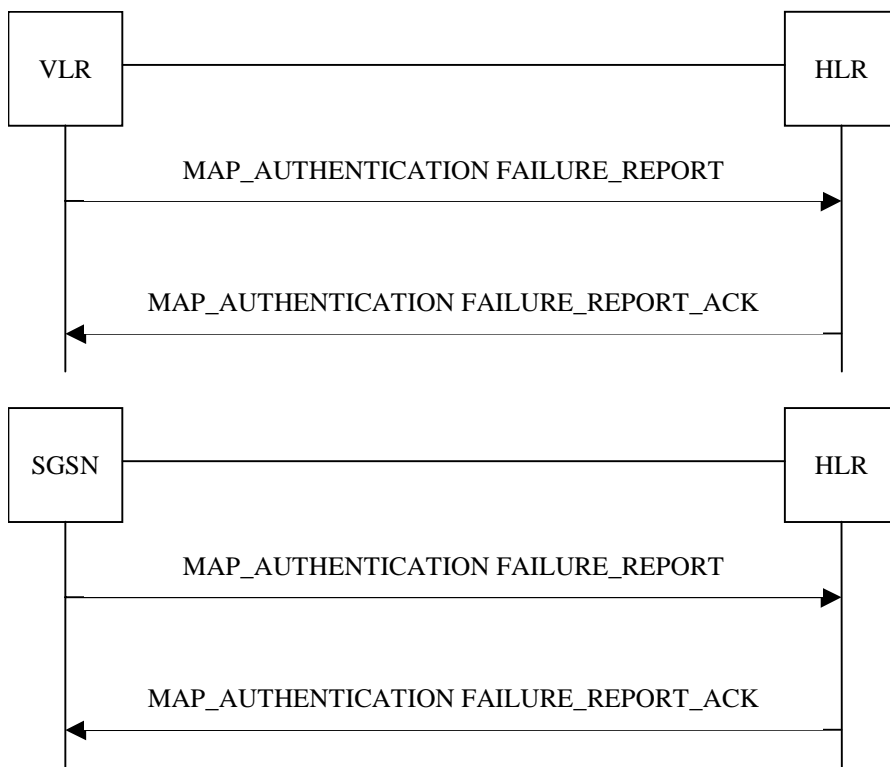 VLR
HLR
MAP_AUTHENTICATION FAILURE_REPORT
MAP_AUTHENTICATION FAILURE_REPORT_ACK
SGSN
HLR
MAP_AUTHENTICATION FAILURE_REPORT
MAP_AUTHENTICATION FAILURE_REPORT_ACK